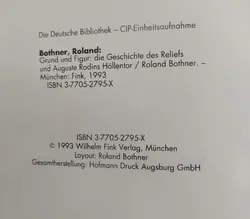 Die Deutsche Bibliothek – CIP-Einheitsaufnahme
Bothner, Roland:
Grund und Figur: die Geschichte des Reliefs
und Auguste Rodins Höllentor / Roland Bothner. –
München: Fink, 1993
ISBN 3-7705-2795-X
ISBN 3-7705-2795-X
© 1993 Wilhelm Fink Verlag, München
Layout: Roland Bothner
Gesamtherstellung: Hofmann Druck Augsburg GmbH